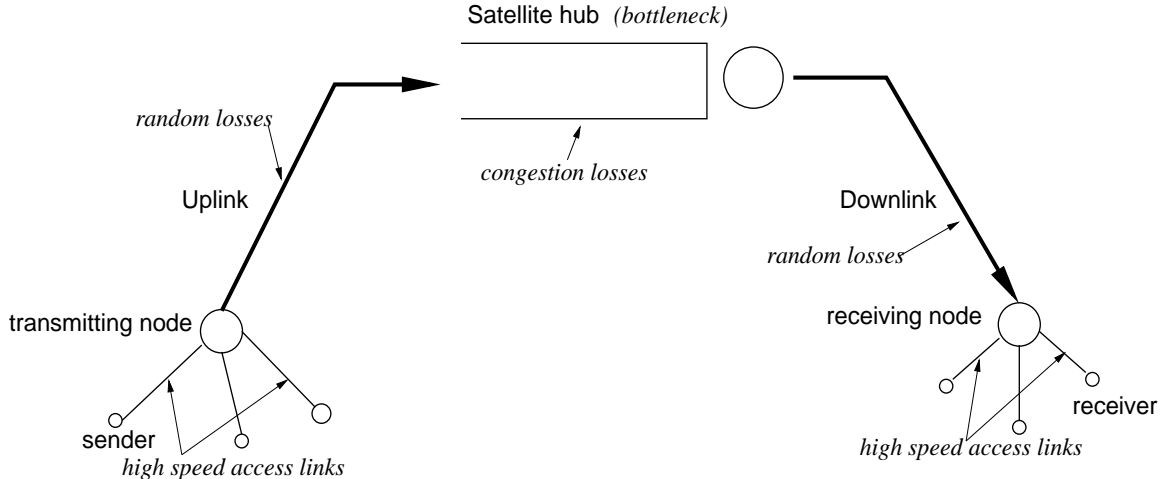 Satellite hub (bottleneck)
random losses
congestion losses
Uplink
Downlink
random losses
transmitting node
receiving node
sender
receiver
high speed access links
high speed access links